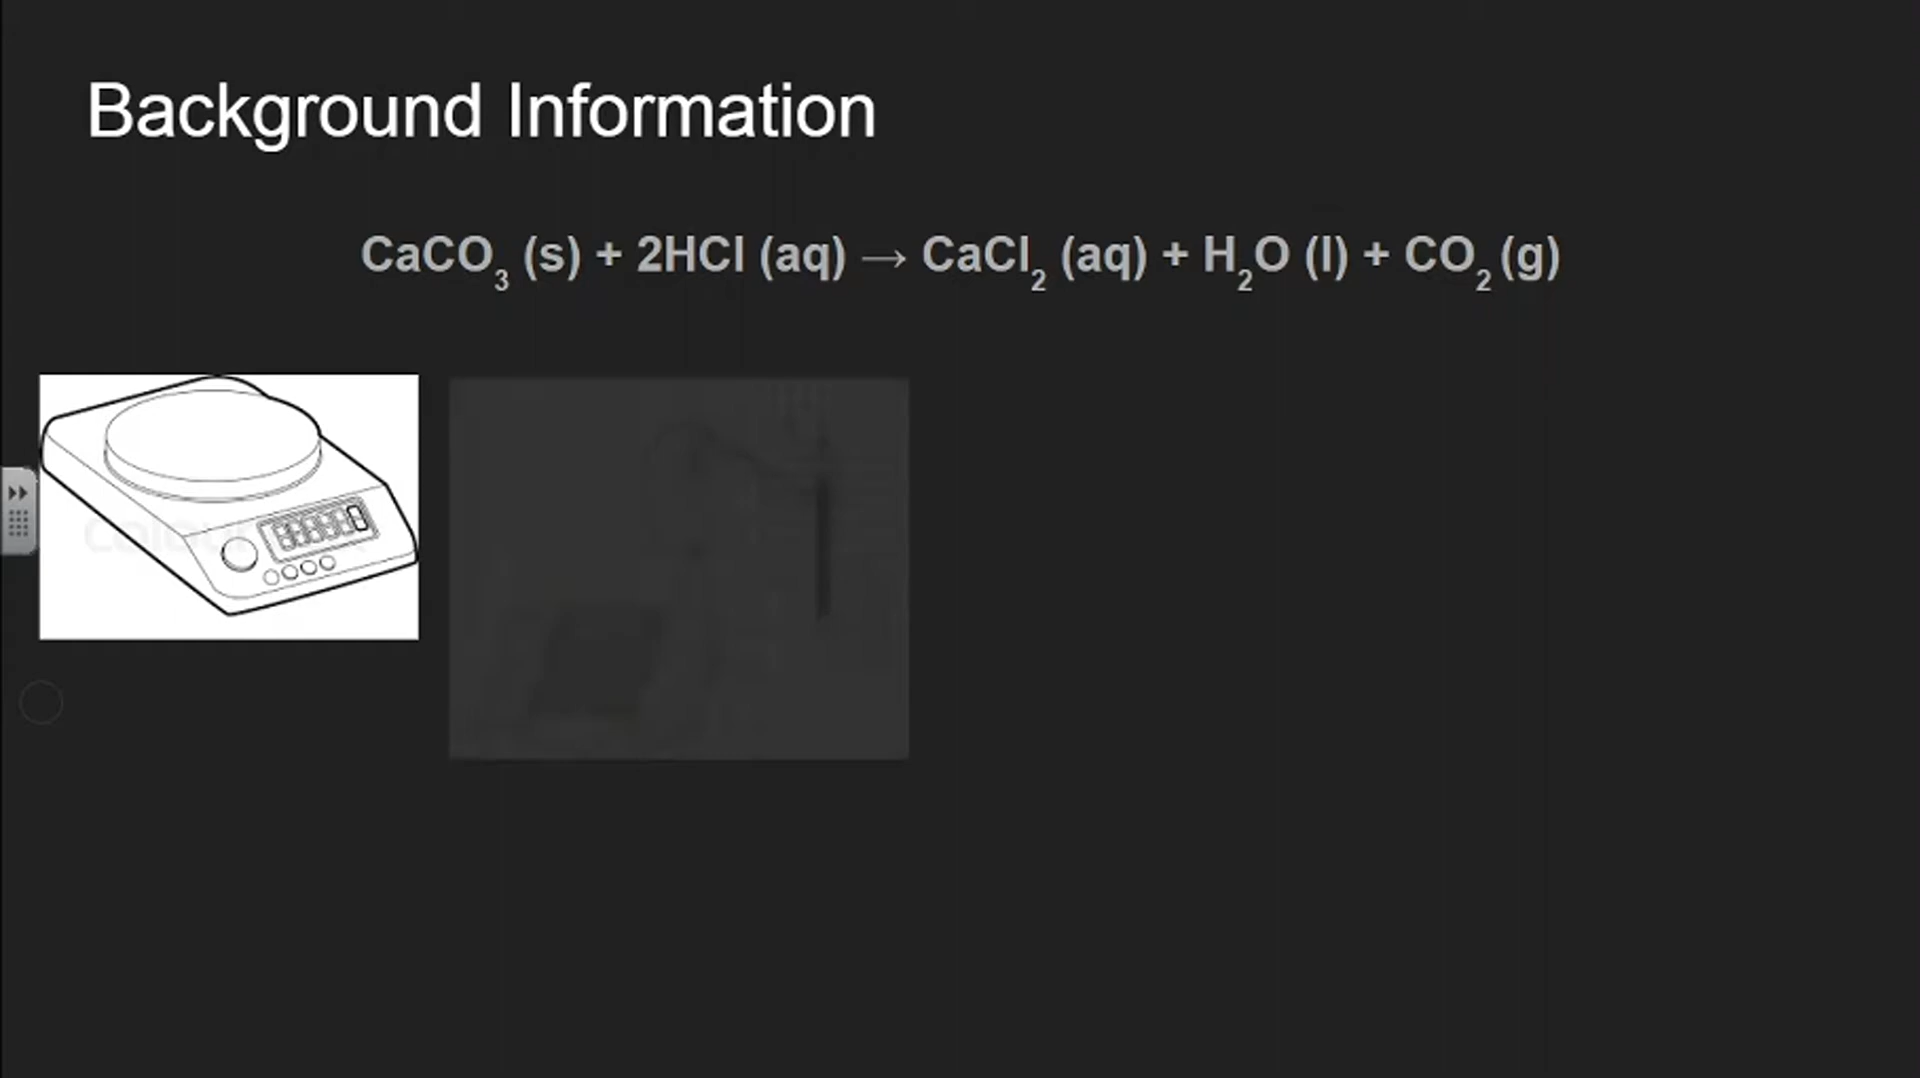 Background Information
CaCO₃ (s) + 2HCl (aq) → CaCl₂ (aq) + H₂O (l) + CO₂ (g)